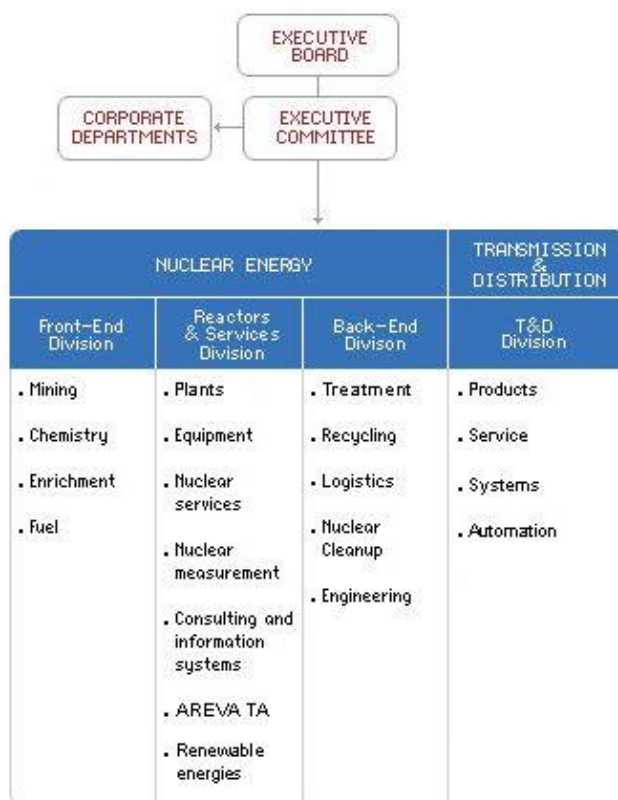 EXECUTIVE
BOARD
CORPORATE
DEPARTMENTS
EXECUTIVE
COMMITTEE
NUCLEAR ENERGY
TRANSMISSION
&
DISTRIBUTION
Front-End
Division
Reactors
& Services
Division
Back-End
Divison
T&D
Division
. Mining
. Chemistry
. Enrichment
. Fuel
. Plants
. Equipment
. Nuclear
services
. Nuclear
measurement
. Consulting and
information
systems
. AREVA TA
. Renewable
energies
. Treatment
. Recycling
. Logistics
. Nuclear
Cleanup
. Engineering
. Products
. Service
. Systems
. Automation